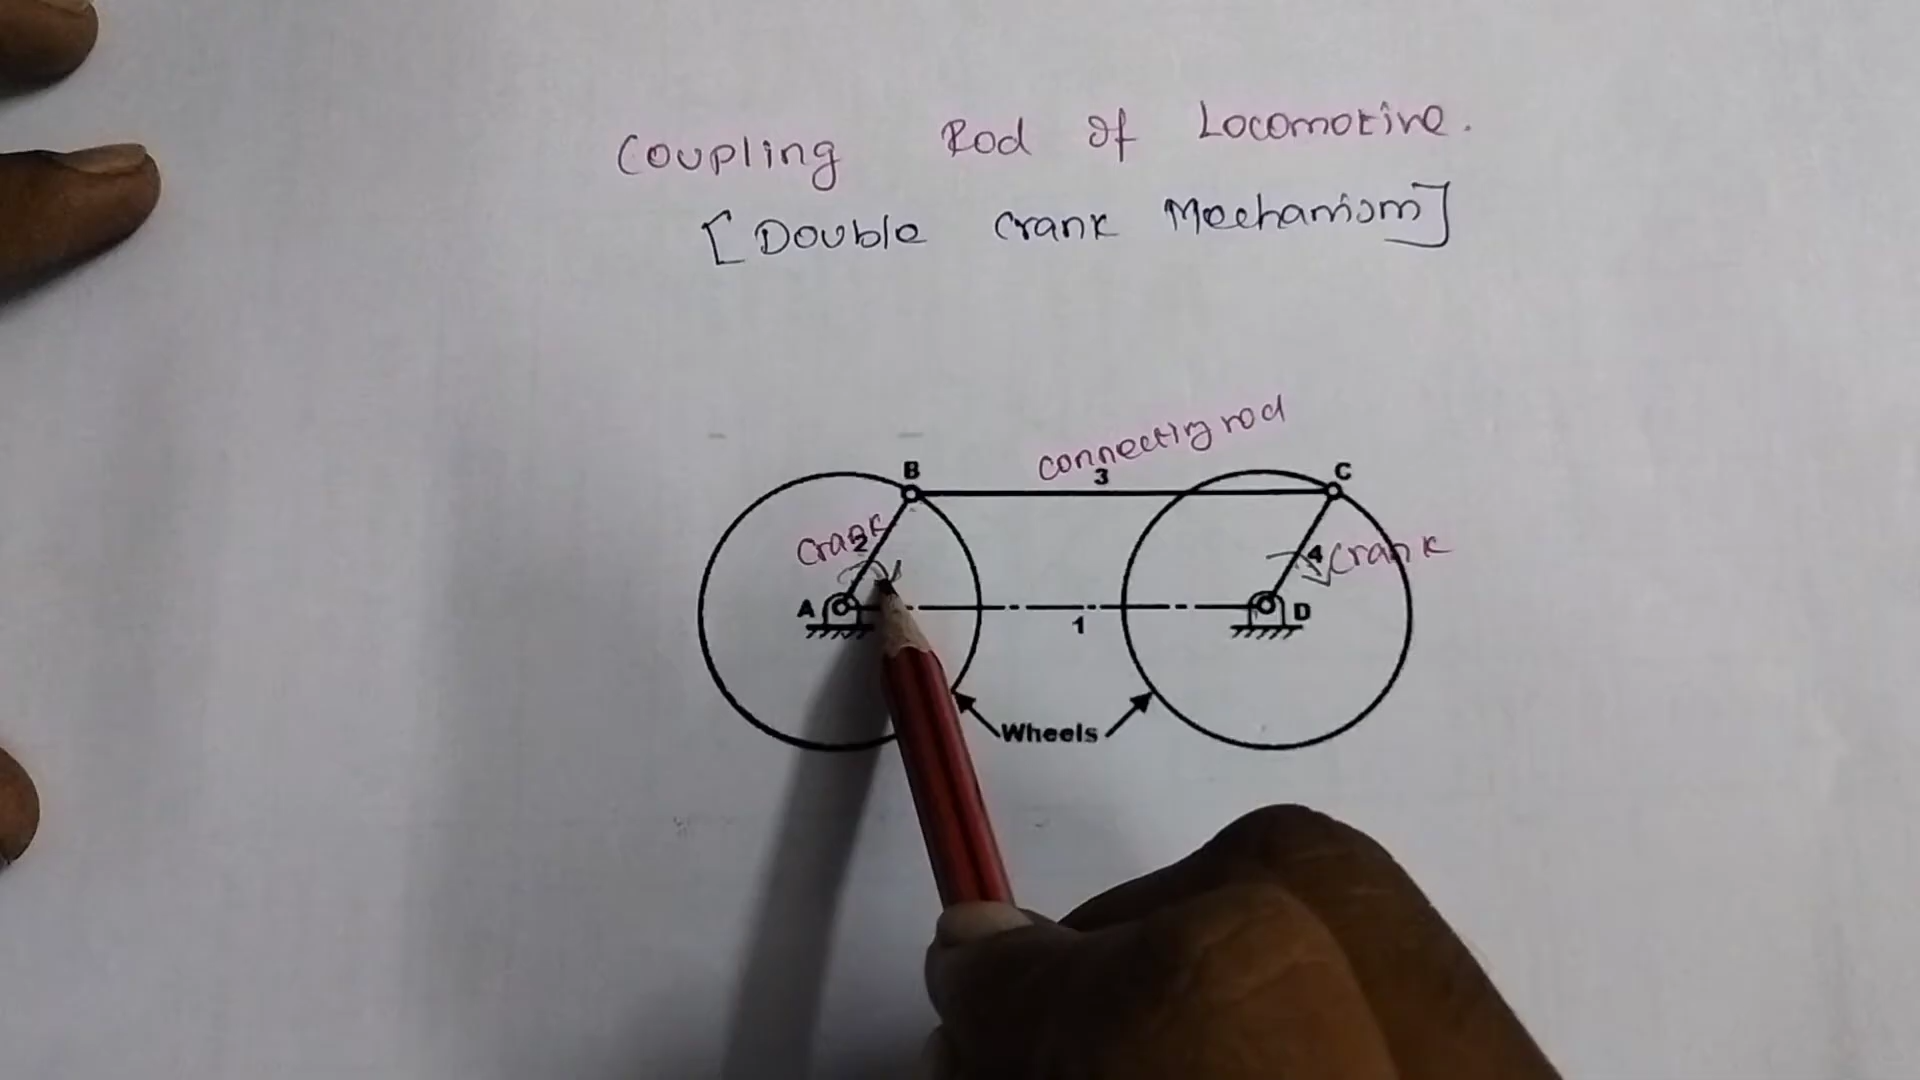 Coupling Rod Of Locomotive.
[Double Crank Mechanism]
connecting rod
B 3 C
Crank 2
4 Crank
A 1 D
Wheels